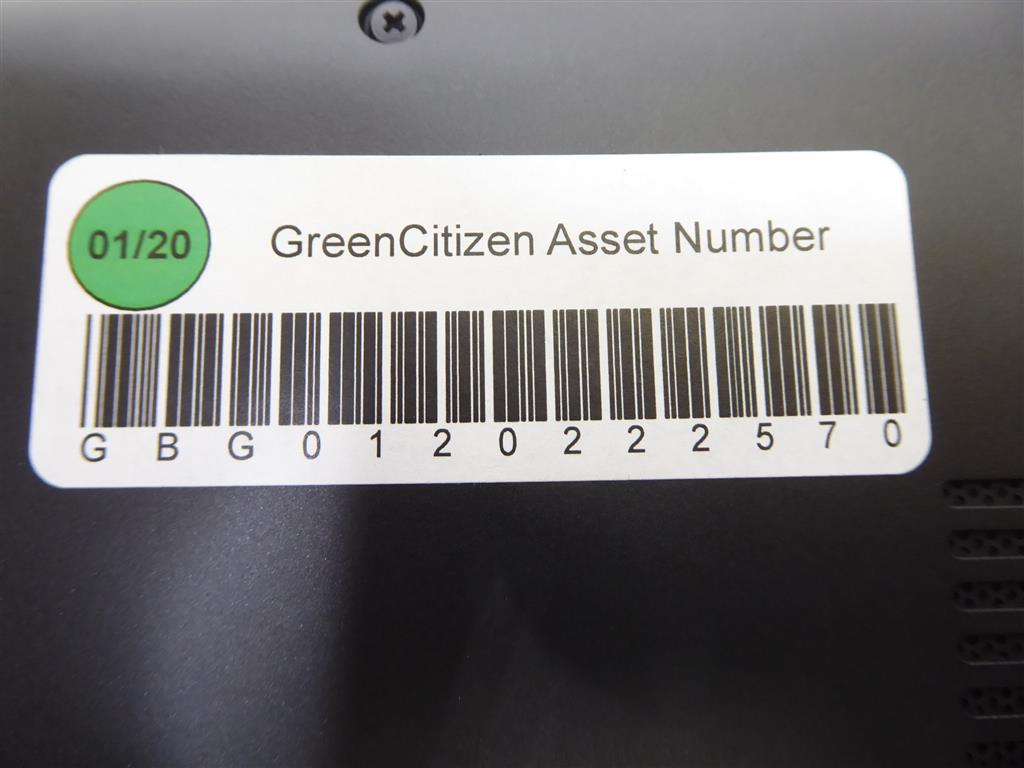 01/20
GreenCitizen Asset Number
G B G 0 1 2 0 2 2 2 5 7 0